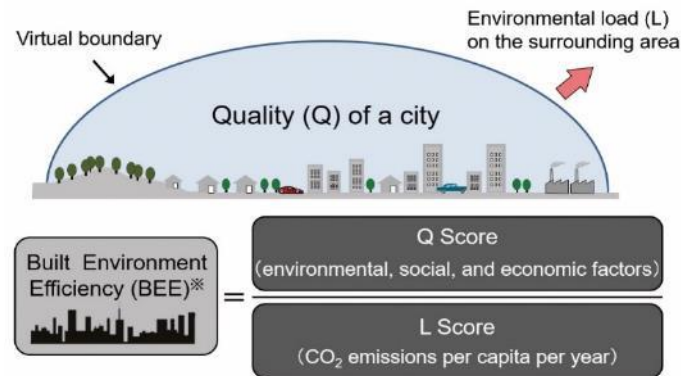 Virtual boundary
Environmental load (L)
on the surrounding area
Quality (Q) of a city
Built Environment
Efficiency (BEE)※
=
Q Score
(environmental, social, and economic factors)
L Score
(CO₂ emissions per capita per year)